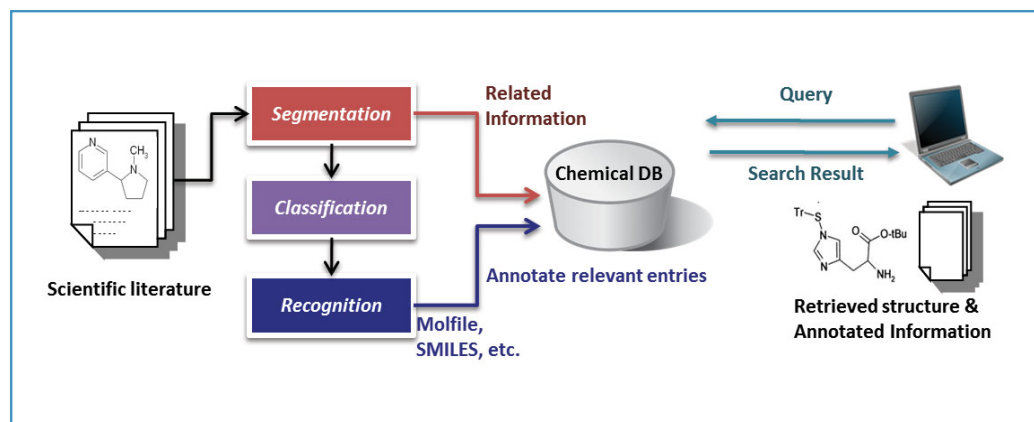 N
N
CH3
Scientific literature
Segmentation
Classification
Recognition
Related
Information
Molfile,
SMILES, etc.
Chemical DB
Annotate relevant entries
Query
Search Result
Tr
S
N
N
O
O-tBu
NH2
Retrieved structure &
Annotated Information